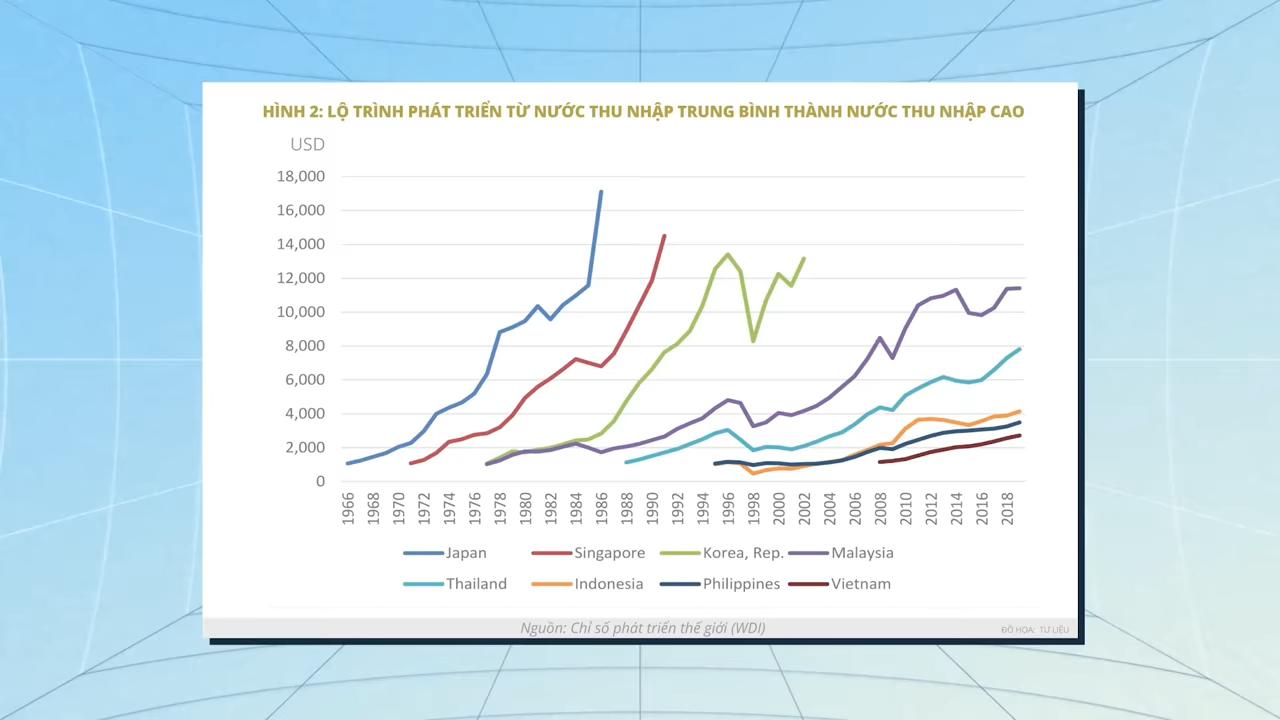 HÌNH 2: LỘ TRÌNH PHÁT TRIỂN TỪ NƯỚC THU NHẬP TRUNG BÌNH THÀNH NƯỚC THU NHẬP CAO
USD
18,000
16,000
14,000
12,000
10,000
8,000
6,000
4,000
2,000
0
1966 1968 1970 1972 1974 1976 1978 1980 1982 1984 1986 1988 1990 1992 1994 1996 1998 2000 2002 2004 2006 2008 2010 2012 2014 2016 2018
Japan Singapore Korea, Rep. Malaysia
Thailand Indonesia Philippines Vietnam
Nguồn: Chỉ số phát triển thế giới (WDI)
ĐỒ HỌA: TƯ LIỆU